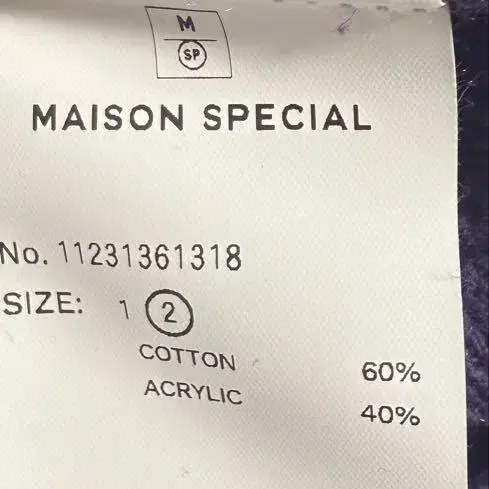 M
SP
MAISON SPECIAL
No. 11231361318
SIZE: 1 2
COTTON 60%
ACRYLIC 40%